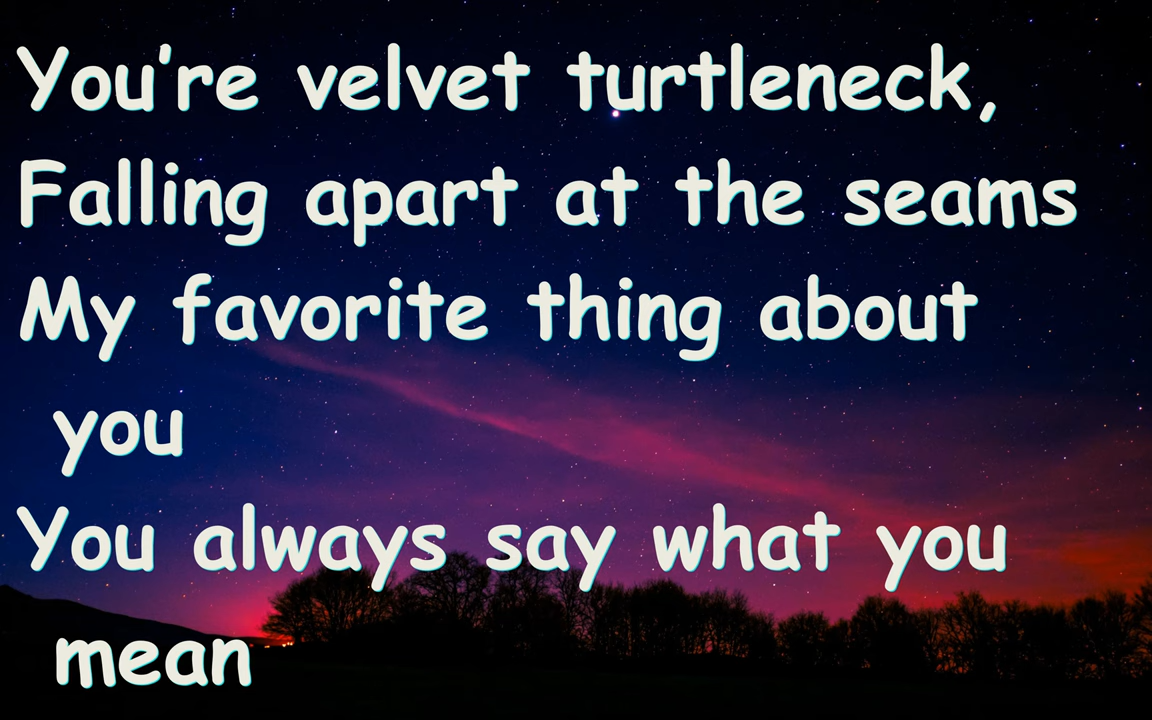 You're velvet turtleneck,
Falling apart at the seams
My favorite thing about
you
You always say what you
mean